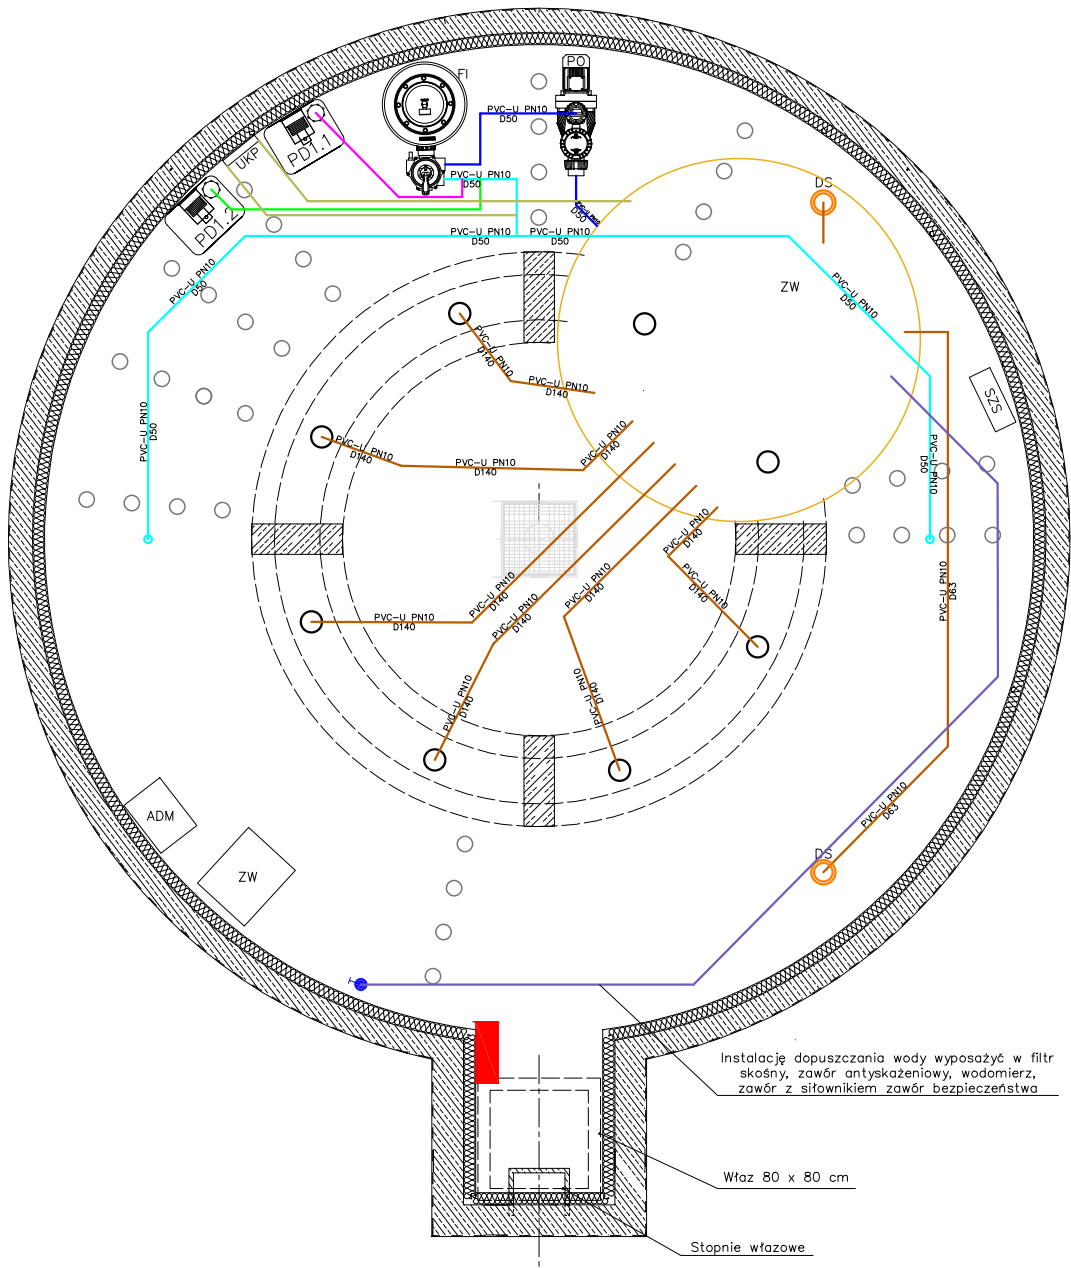 FI
PO
PVC-U PN10
D50
PD1.1
UKP
PD1.2
PVC-U PN10
D50
D50
DS
PVC-U PN10
D50
PVC-U PN10
D50
PVC-U PN10
D50
ZW
PVC-U PN10
D50
PVC-U PN10
D140
PVC-U PN10
D140
SZS
PVC-U PN10
D50
PVC-U PN10
D140
PVC-U PN10
D140
PVC-U PN10
D140
PVC-U PN10
D50
PVC-U PN10
D140
PVC-U PN10
D140
PVC-U PN10
D63
PVC-U PN10
D140
PVC-U PN10
D140
PVC-U PN10
D140
PVC-U PN10
D140
PVC-U PN10
D140
PVC-U PN10
D140
ADM
PVC-U PN10
D63
DS
ZW
Instalację dopuszczania wody wyposażyć w filtr
skośny, zawór antyskażeniowy, wodomierz,
zawór z siłownikiem zawór bezpieczeństwa
Właz 80 x 80 cm
Stopnie włazowe